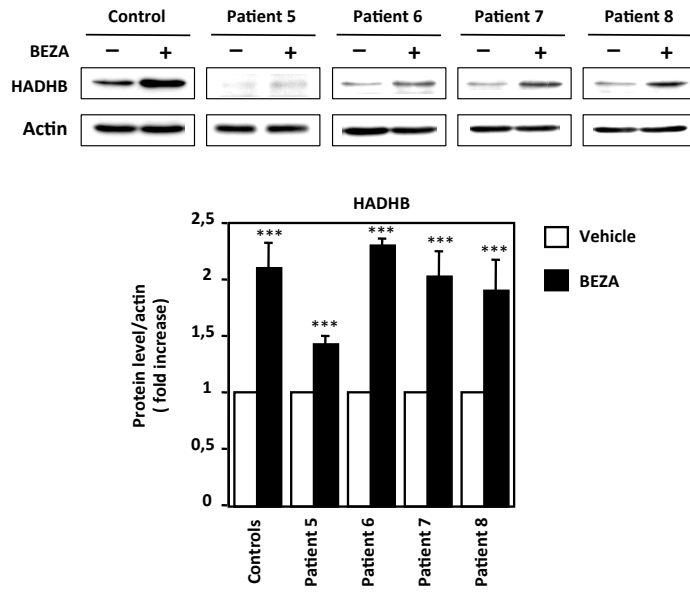 Control Patient 5 Patient 6 Patient 7 Patient 8
BEZA − + − + − + − + − +
HADHB
Actin
HADHB
2,5
2
1,5
1
0,5
0
Protein level/actin
( fold increase)
*** *** *** *** ***
Vehicle
BEZA
Controls
Patient 5
Patient 6
Patient 7
Patient 8